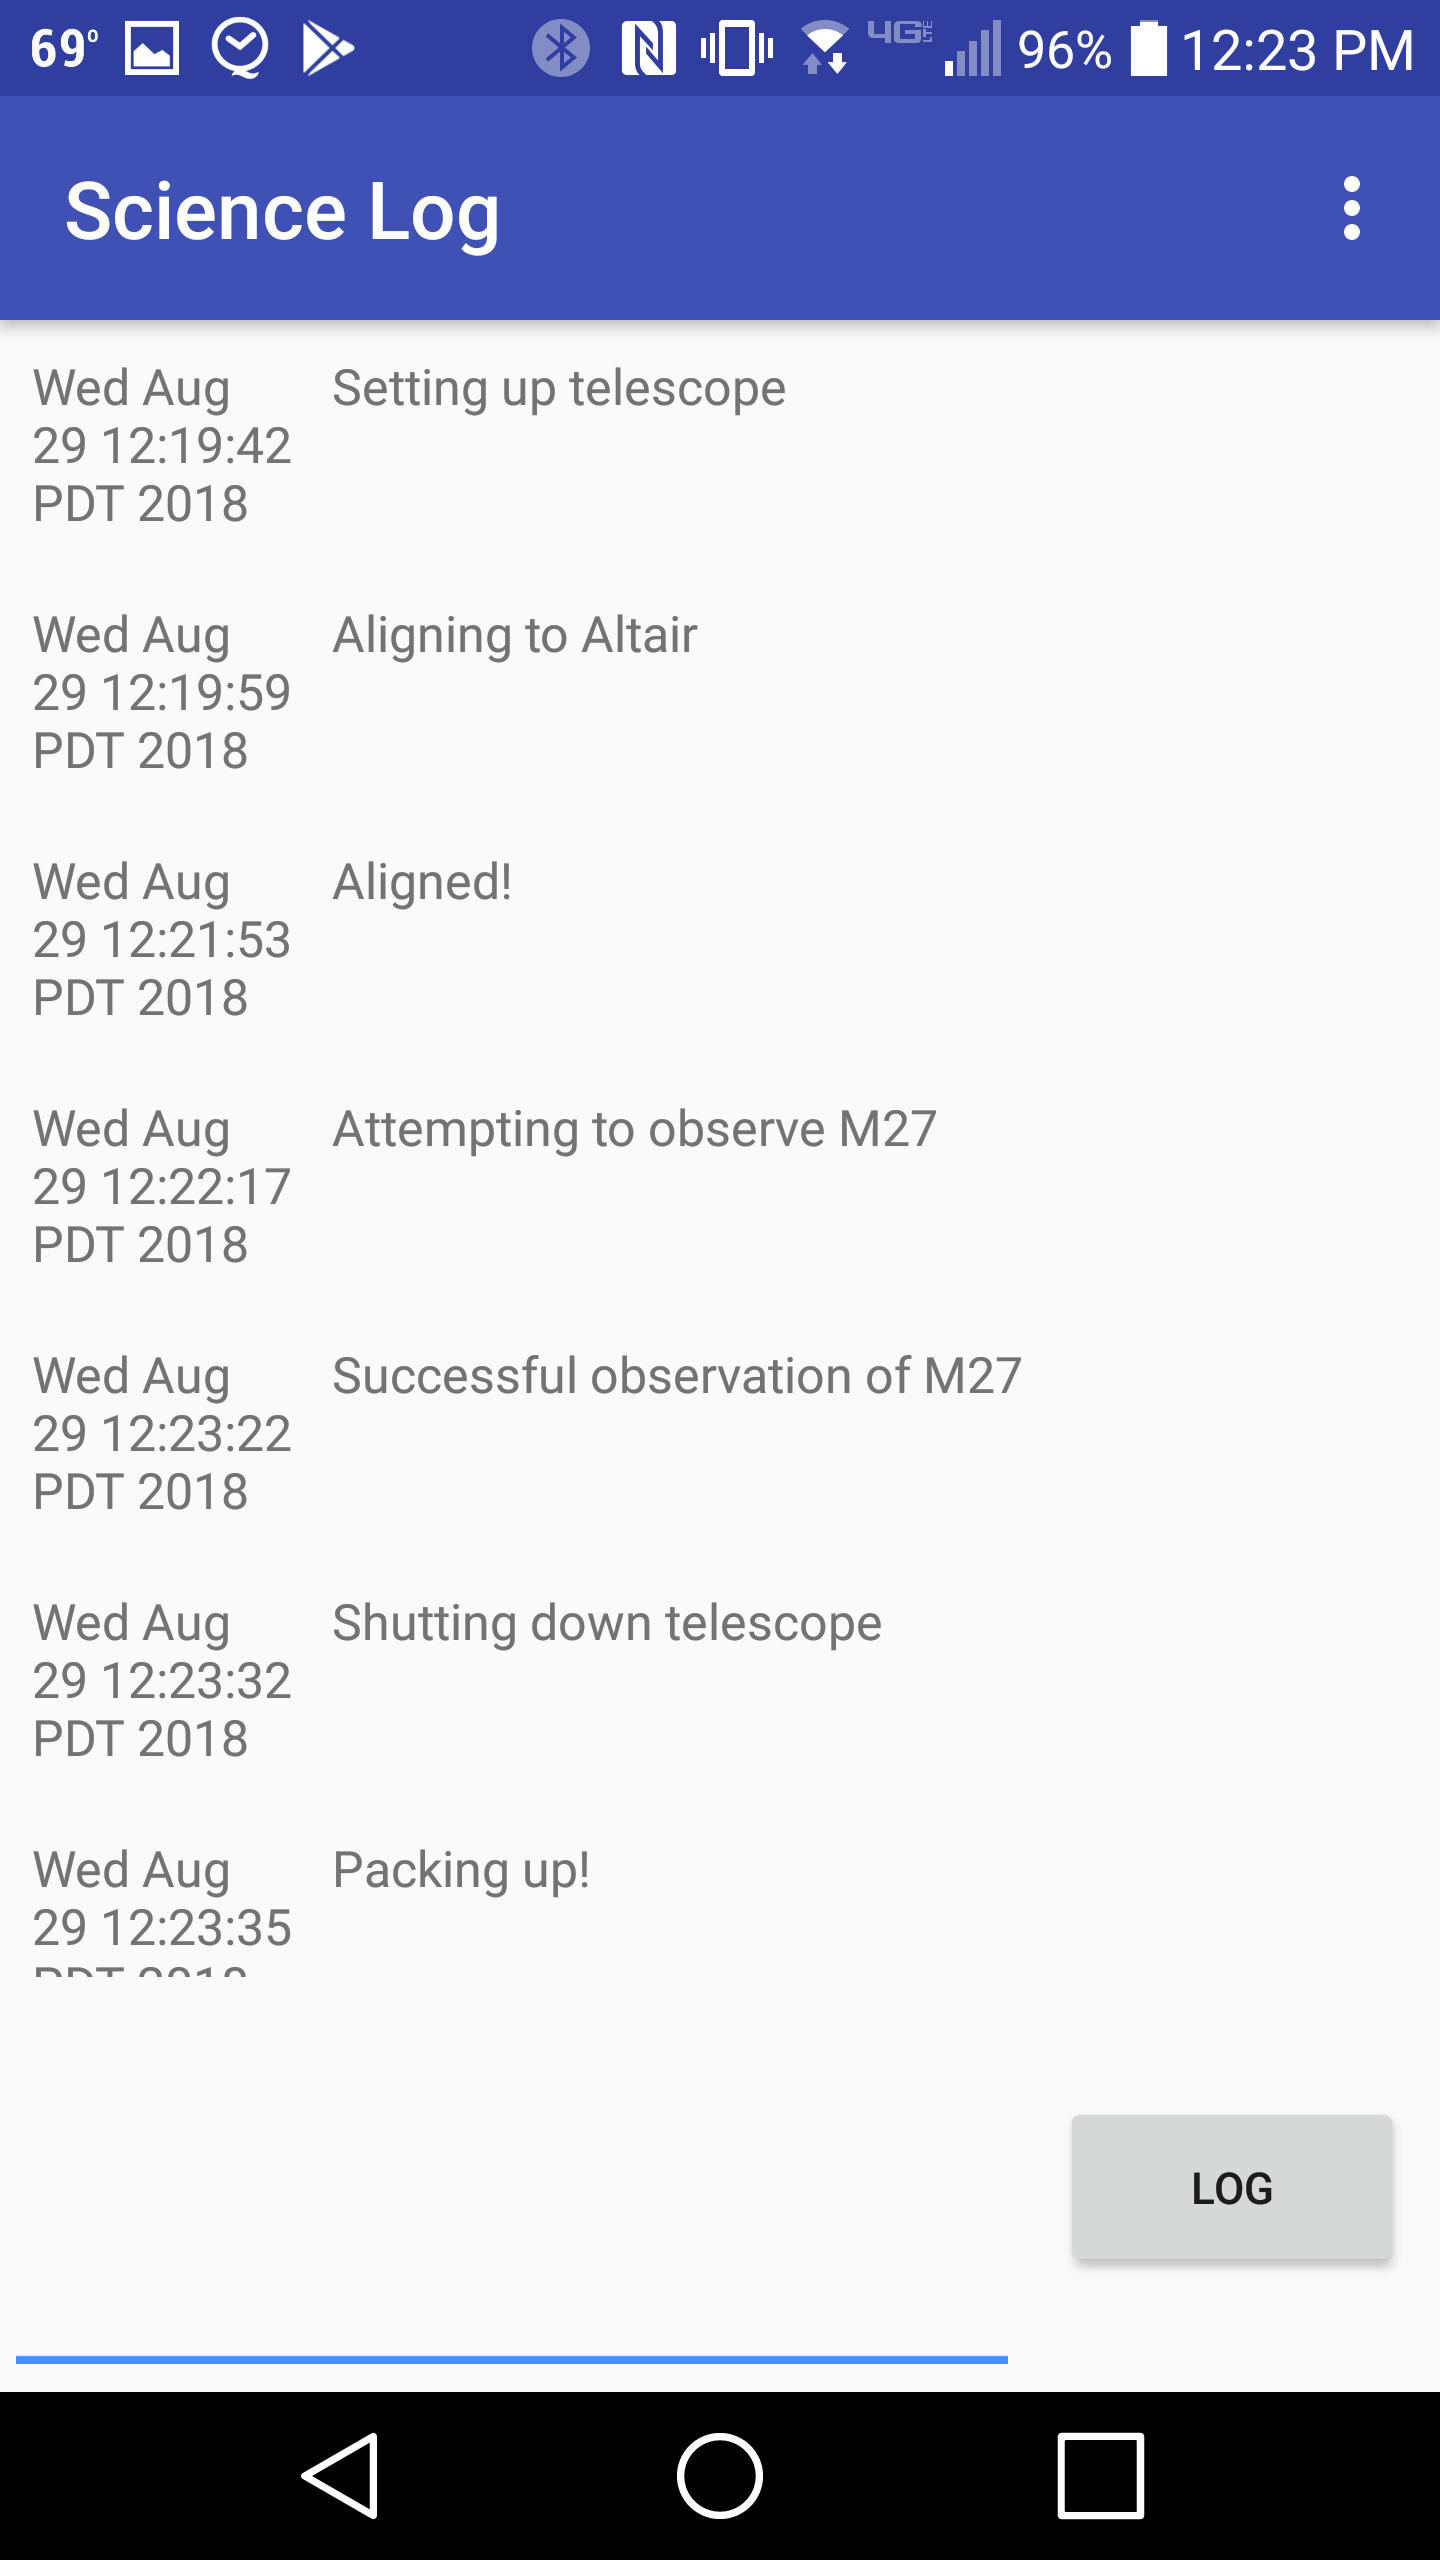 69° 4G LTE 96% 12:23 PM
Science Log
Wed Aug
29 12:19:42
PDT 2018
Setting up telescope
Wed Aug
29 12:19:59
PDT 2018
Aligning to Altair
Wed Aug
29 12:21:53
PDT 2018
Aligned!
Wed Aug
29 12:22:17
PDT 2018
Attempting to observe M27
Wed Aug
29 12:23:22
PDT 2018
Successful observation of M27
Wed Aug
29 12:23:32
PDT 2018
Shutting down telescope
Wed Aug
29 12:23:35
PDT 2018
Packing up!
LOG